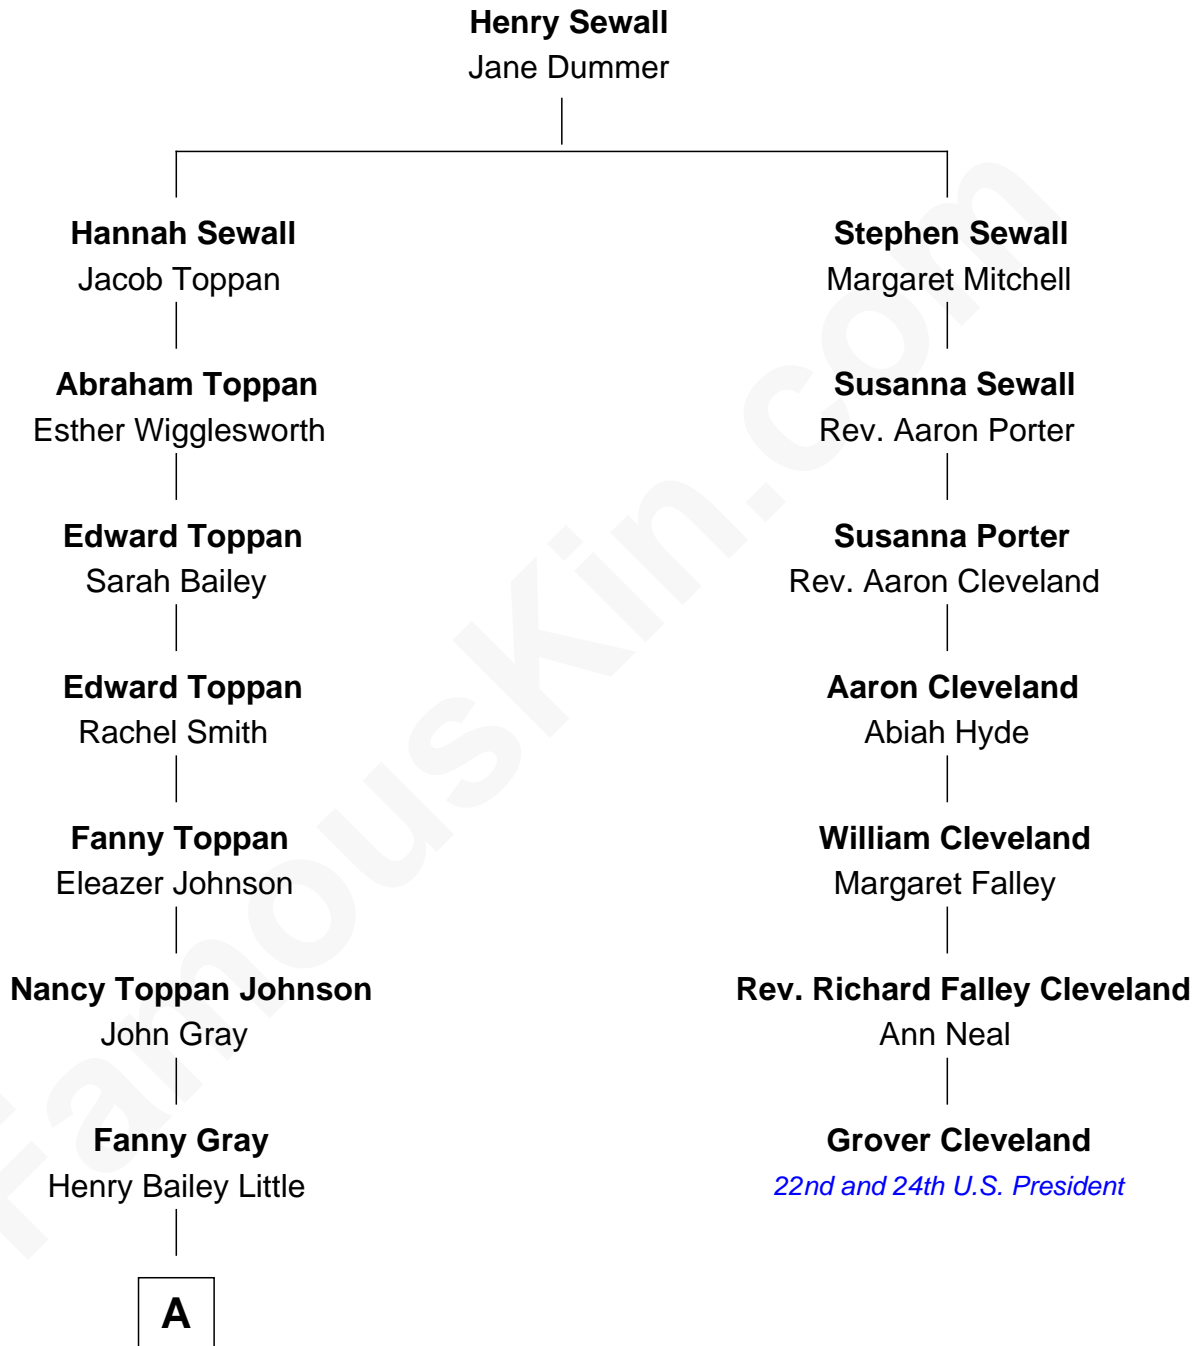 Henry Sewall
Jane Dummer
Hannah Sewall
Jacob Toppan
Stephen Sewall
Margaret Mitchell
Abraham Toppan
Esther Wigglesworth
Susanna Sewall
Rev. Aaron Porter
Edward Toppan
Sarah Bailey
Susanna Porter
Rev. Aaron Cleveland
Edward Toppan
Rachel Smith
Aaron Cleveland
Abiah Hyde
Fanny Toppan
Eleazer Johnson
William Cleveland
Margaret Falley
Nancy Toppan Johnson
John Gray
Rev. Richard Falley Cleveland
Ann Neal
Fanny Gray
Henry Bailey Little
Grover Cleveland
22nd and 24th U.S. President
A
FamousKin.com